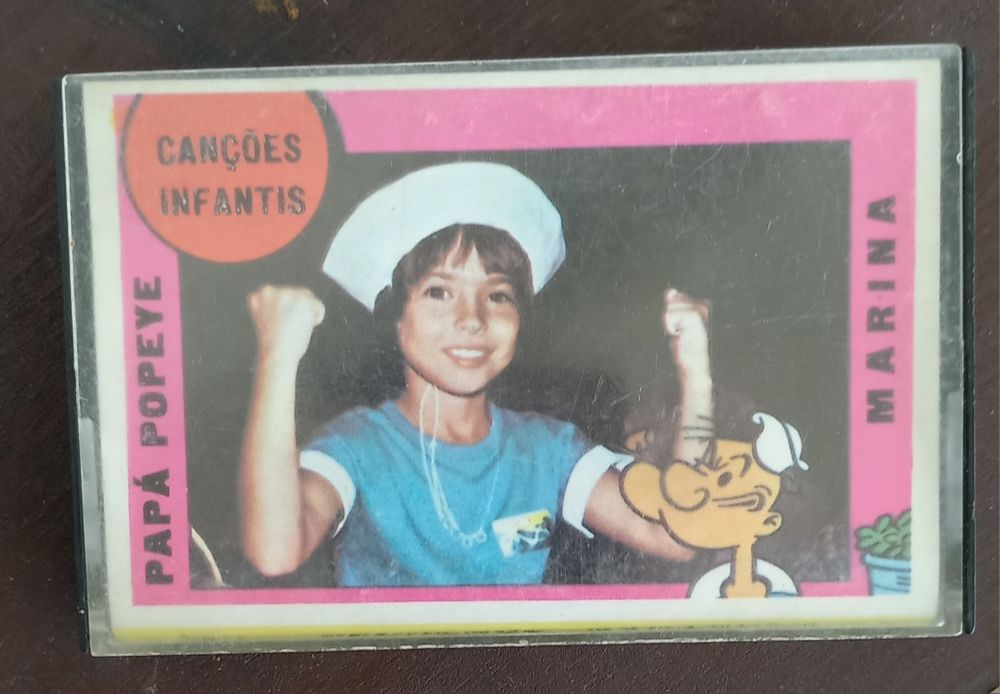 CANÇÕES
INFANTIS
PAPÁ POPEYE
MARINA